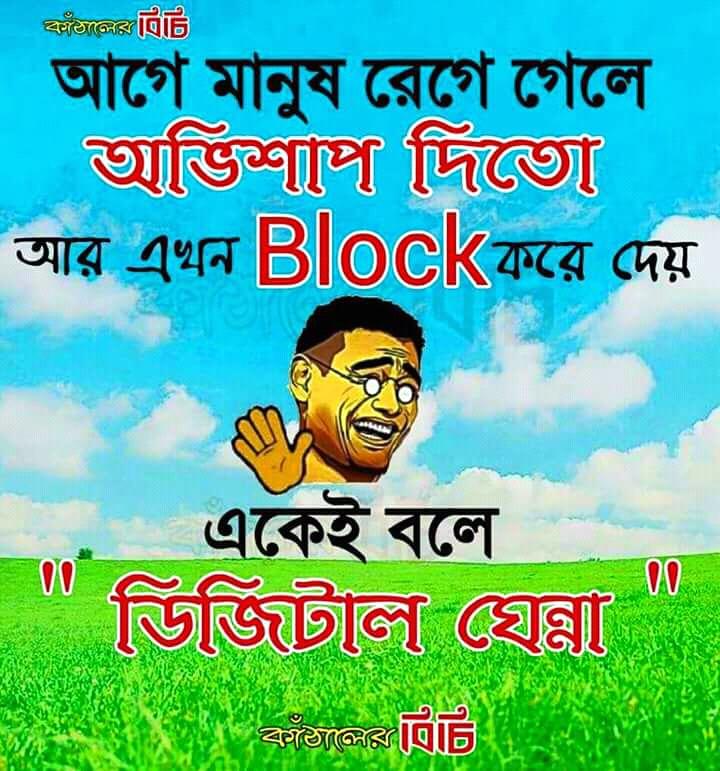 কাঁঠালের বিচি
আগে মানুষ রেগে গেলে
অভিশাপ দিতো
আর এখন Block করে দেয়
একেই বলে
" ডিজিটাল ঘেন্না "
কাঁঠালের বিচি